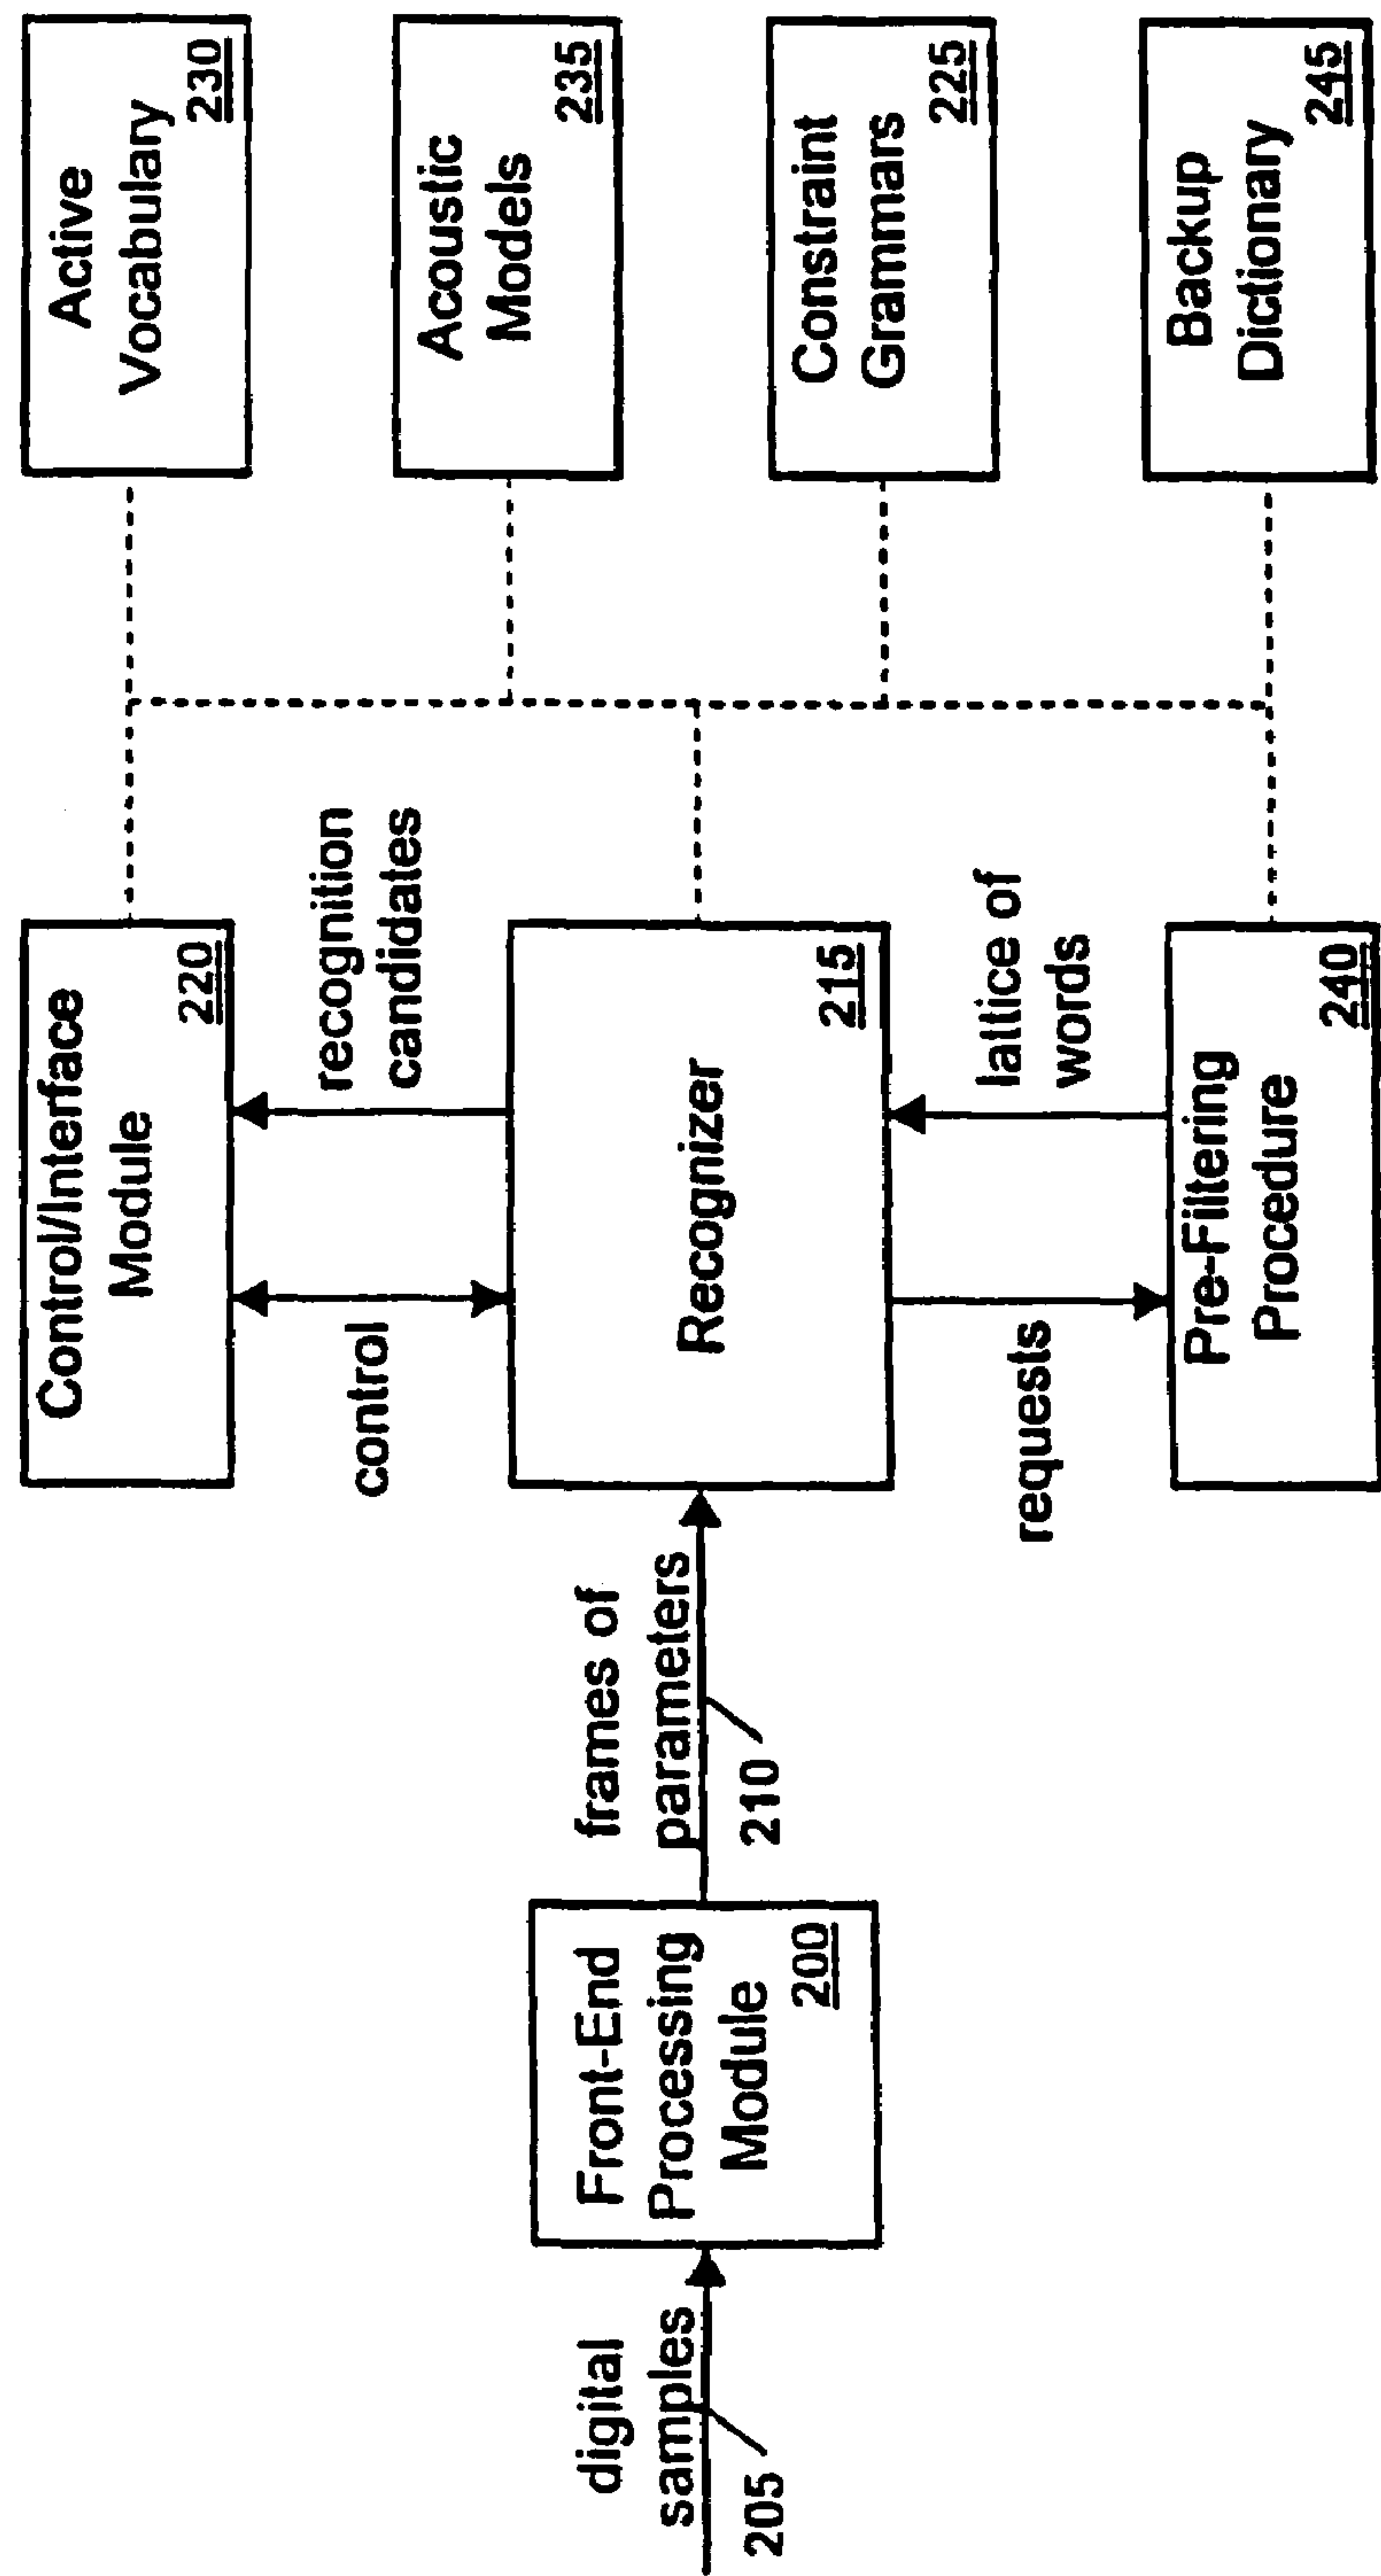 digital
samples
205
Front-End
Processing
Module
200
frames of
parameters
210
Control/Interface
Module
220
control
recognition
candidates
Recognizer
215
requests
lattice of
words
Pre-Filtering
Procedure
240
Active
Vocabulary
230
Acoustic
Models
235
Constraint
Grammars
225
Backup
Dictionary
245